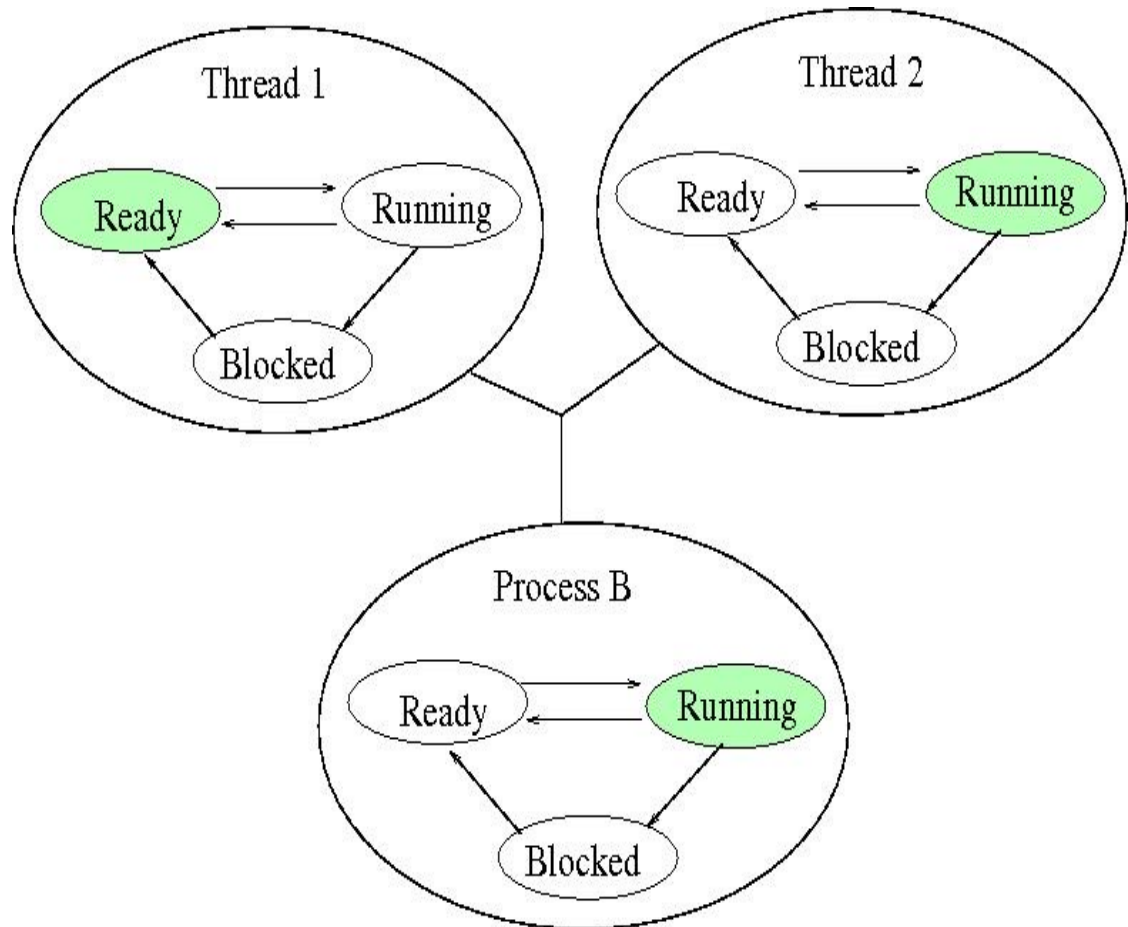 Thread 1
Ready
Running
Blocked
Thread 2
Ready
Running
Blocked
Process B
Ready
Running
Blocked